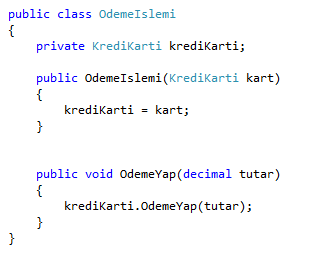 public class OdemeIslemi
{
    private KrediKarti krediKarti;

    public OdemeIslemi(KrediKarti kart)
    {
        krediKarti = kart;
    }


    public void OdemeYap(decimal tutar)
    {
        krediKarti.OdemeYap(tutar);
    }
}